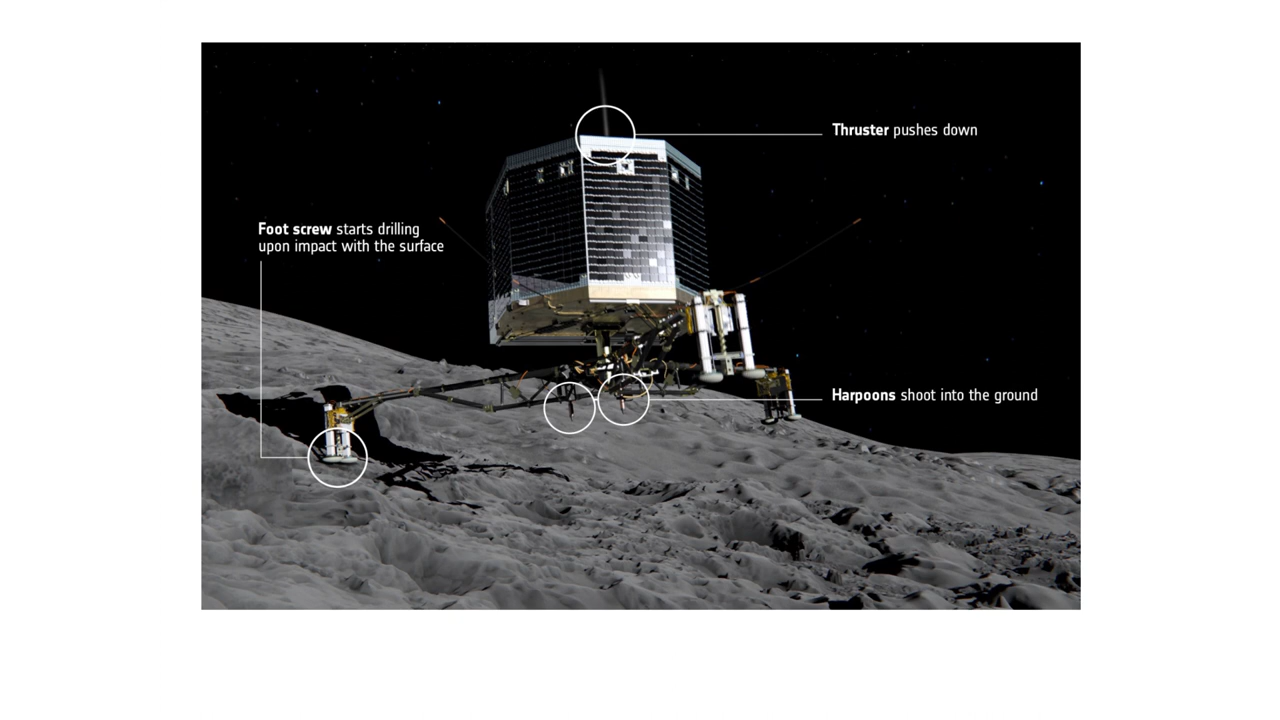 Thruster pushes down
Foot screw starts drilling
upon impact with the surface
Harpoons shoot into the ground